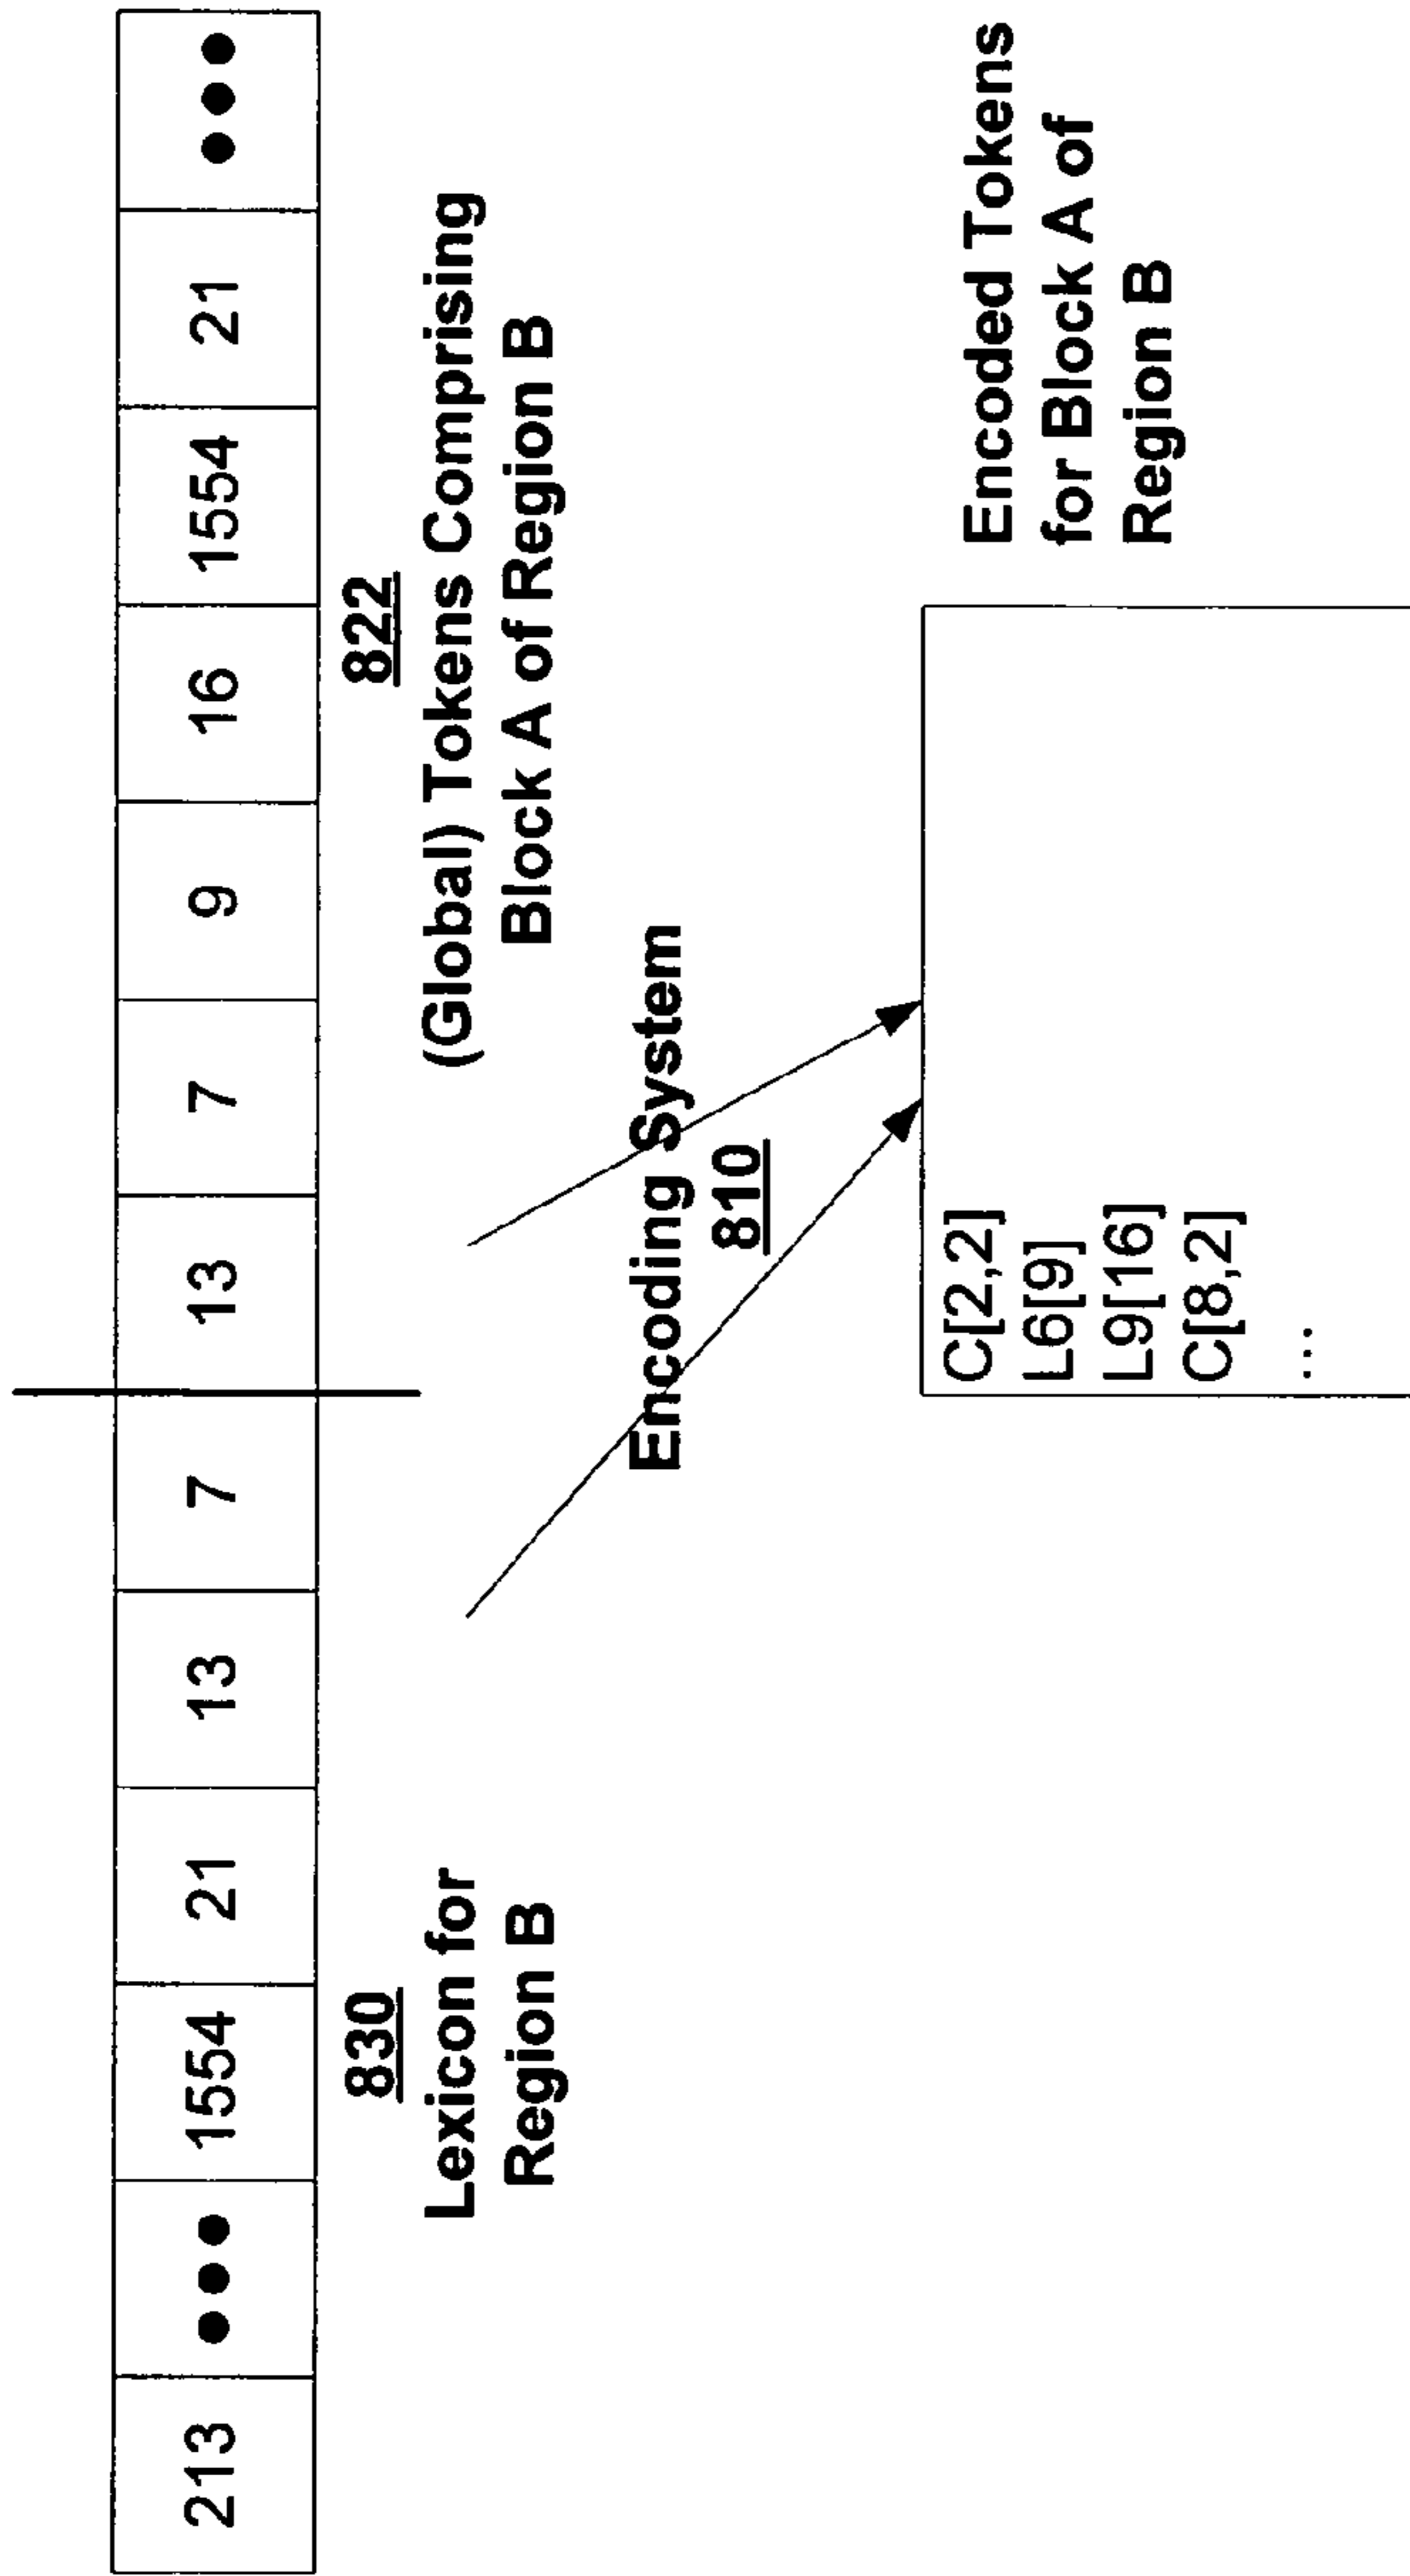 213 ●●● 1554 21 13 7 13 7 9 16 1554 21 ●●●
830
Lexicon for
Region B
822
(Global) Tokens Comprising
Block A of Region B
Encoding System
810
C[2,2]
L6[9]
L9[16]
C[8,2]
...
Encoded Tokens
for Block A of
Region B